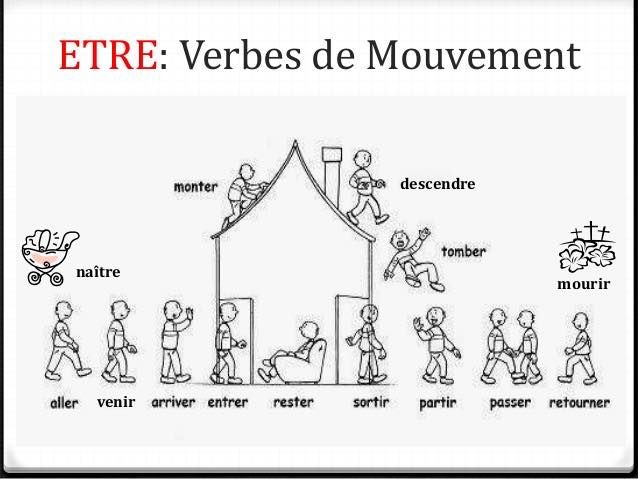 ETRE: Verbes de Mouvement
monter
descendre
tomber
naître
mourir
aller venir arriver entrer rester sortir partir passer retourner